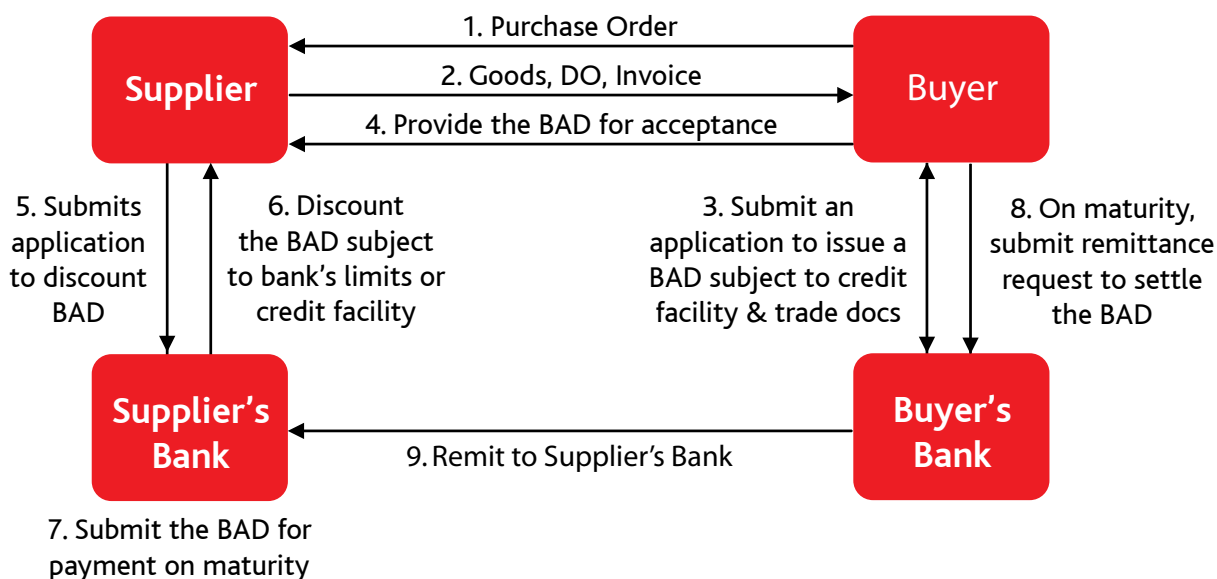 1. Purchase Order
2. Goods, DO, Invoice
4. Provide the BAD for acceptance
Supplier
Buyer
5. Submits
application
to discount
BAD
6. Discount
the BAD subject
to bank’s limits or
credit facility
3. Submit an
application to issue a
BAD subject to credit
facility & trade docs
8. On maturity,
submit remittance
request to settle
the BAD
Supplier’s
Bank
Buyer’s
Bank
9. Remit to Supplier’s Bank
7. Submit the BAD for
payment on maturity